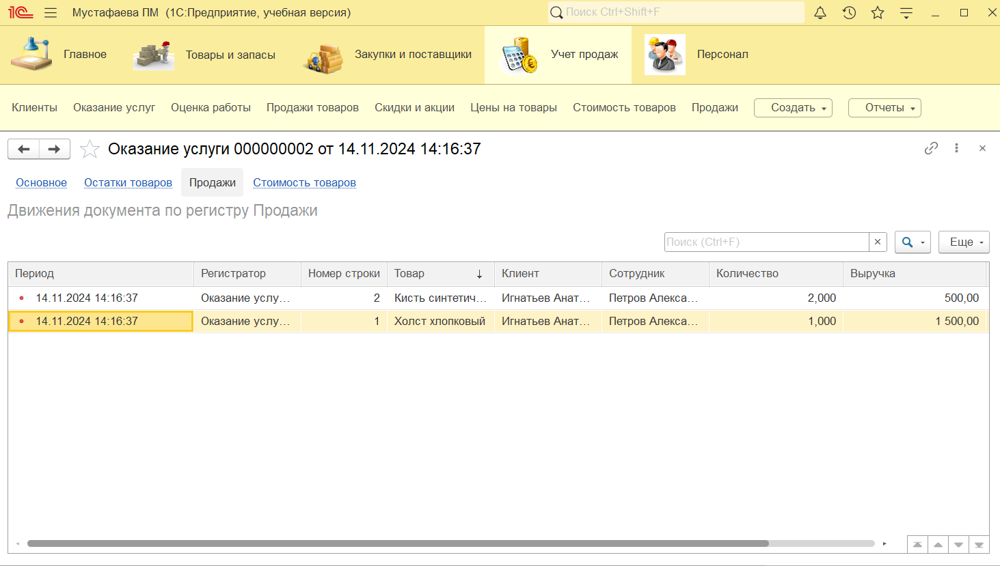 1С Мустафаева ПМ (1С:Предприятие, учебная версия) Поиск Ctrl+Shift+F
Главное Товары и запасы Закупки и поставщики Учет продаж Персонал
Клиенты Оказание услуг Оценка работы Продажи товаров Скидки и акции Цены на товары Стоимость товаров Продажи Создать Отчеты
Оказание услуги 000000002 от 14.11.2024 14:16:37
Основное Остатки товаров Продажи Стоимость товаров
Движения документа по регистру Продажи
Поиск (Ctrl+F) Еще
Период Регистратор Номер строки Товар Клиент Сотрудник Количество Выручка
14.11.2024 14:16:37 Оказание услу... 2 Кисть синтетич... Игнатьев Анат... Петров Алекса... 2,000 500,00
14.11.2024 14:16:37 Оказание услу... 1 Холст хлопковый Игнатьев Анат... Петров Алекса... 1,000 1 500,00